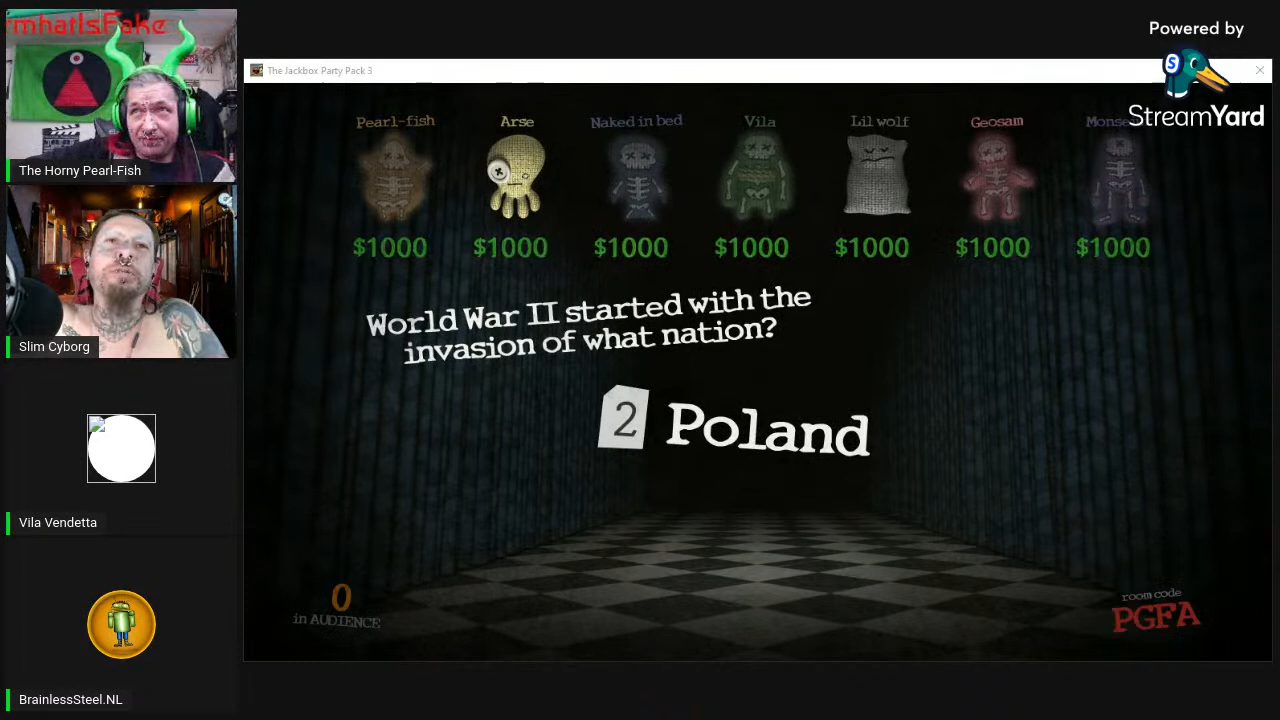 rmhatIsFake
The Horny Pearl-Fish
Slim Cyborg
Vila Vendetta
BrainlessSteel.NL
The Jackbox Party Pack 3
Powered by
S
StreamYard
Pearl-fish
Arse
Naked in bed
Vila
Lil wolf
Geosam
$1000
$1000
$1000
$1000
$1000
$1000
$1000
World War II started with the
invasion of what nation?
2 Poland
0
in AUDIENCE
room code
PGFA